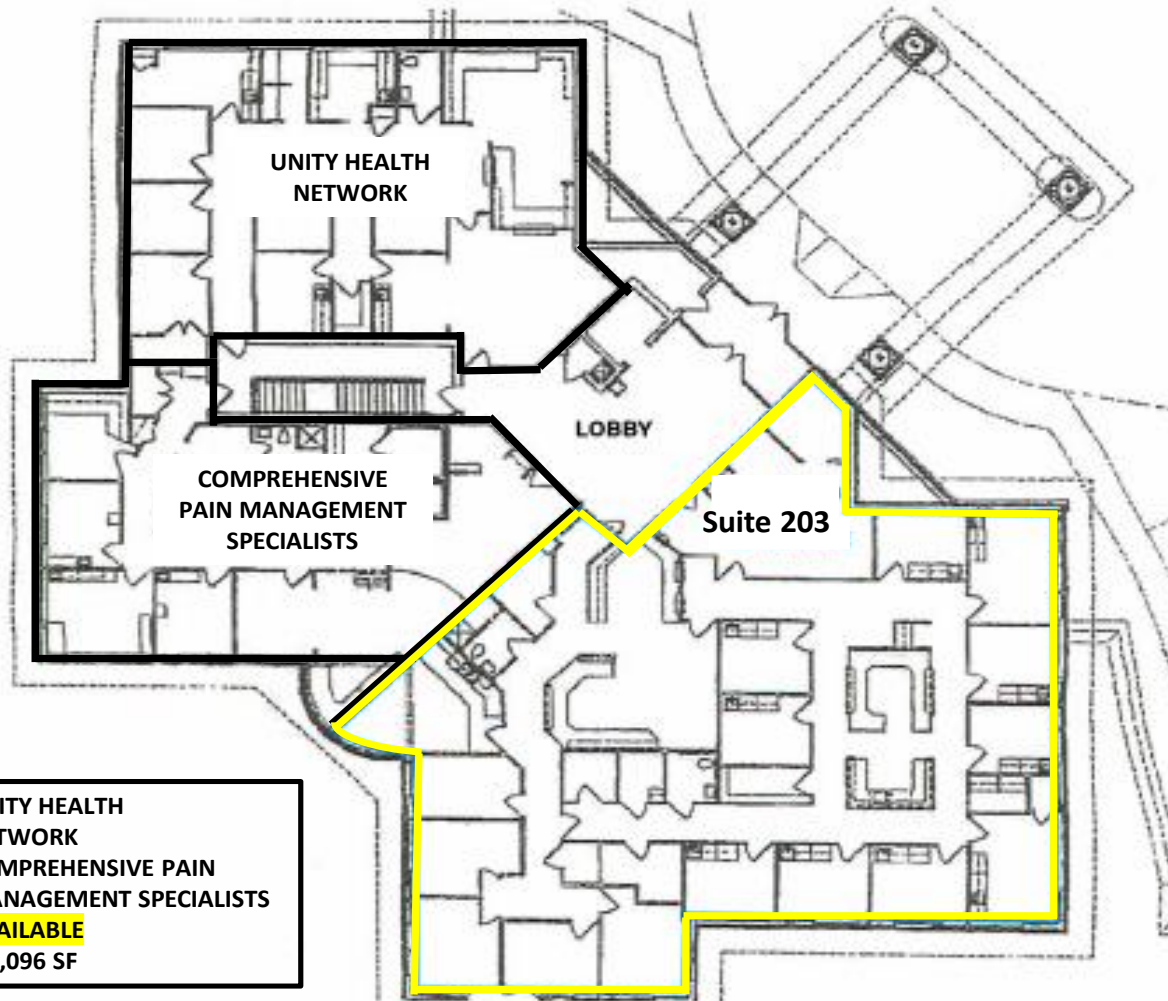 UNITY HEALTH
NETWORK
LOBBY
COMPREHENSIVE
PAIN MANAGEMENT
SPECIALISTS
Suite 203
ITY HEALTH
TWORK
MPREHENSIVE PAIN
ANAGEMENT SPECIALISTS
AILABLE
,096 SF